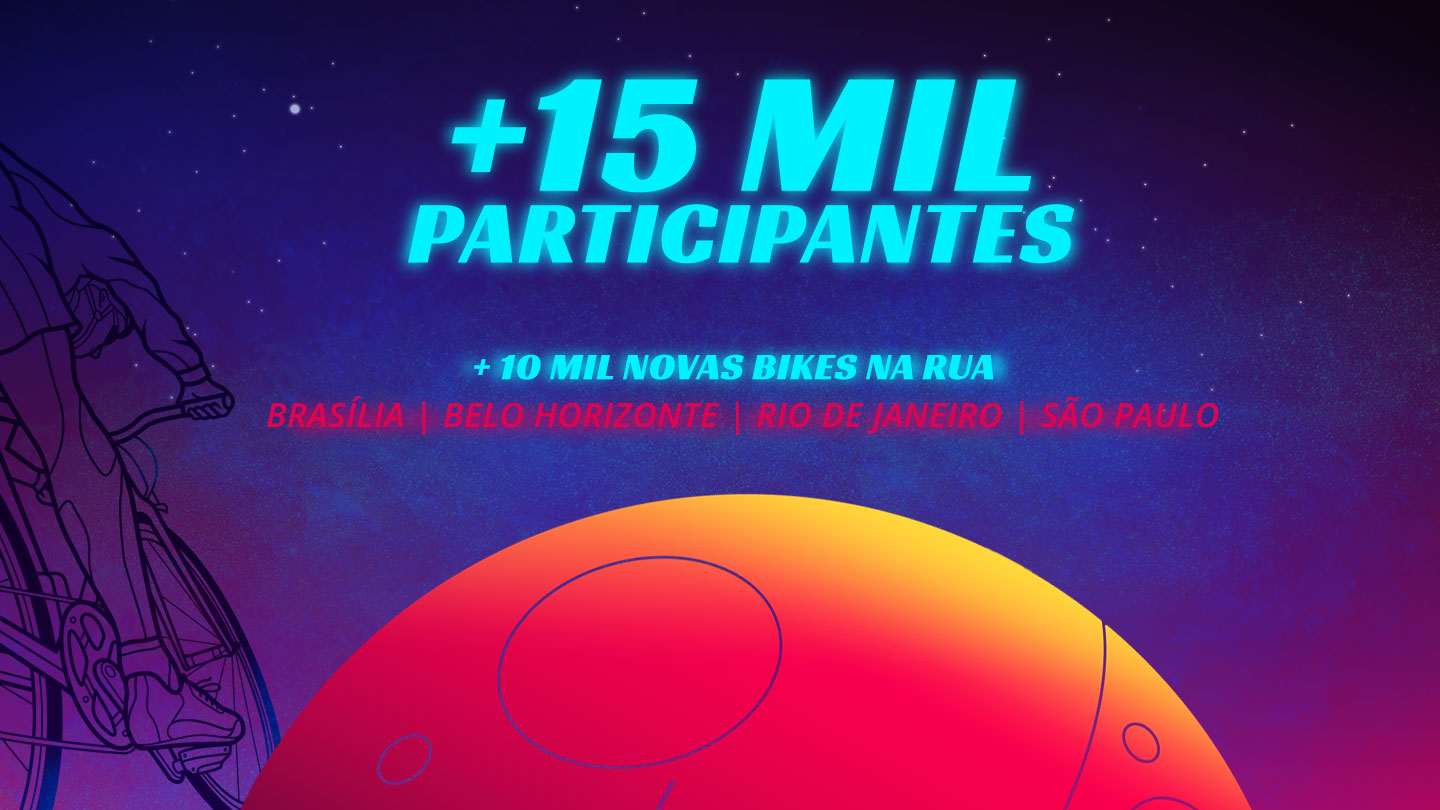 +15 MIL
PARTICIPANTES
+ 10 MIL NOVAS BIKES NA RUA
BRASÍLIA | BELO HORIZONTE | RIO DE JANEIRO | SÃO PAULO